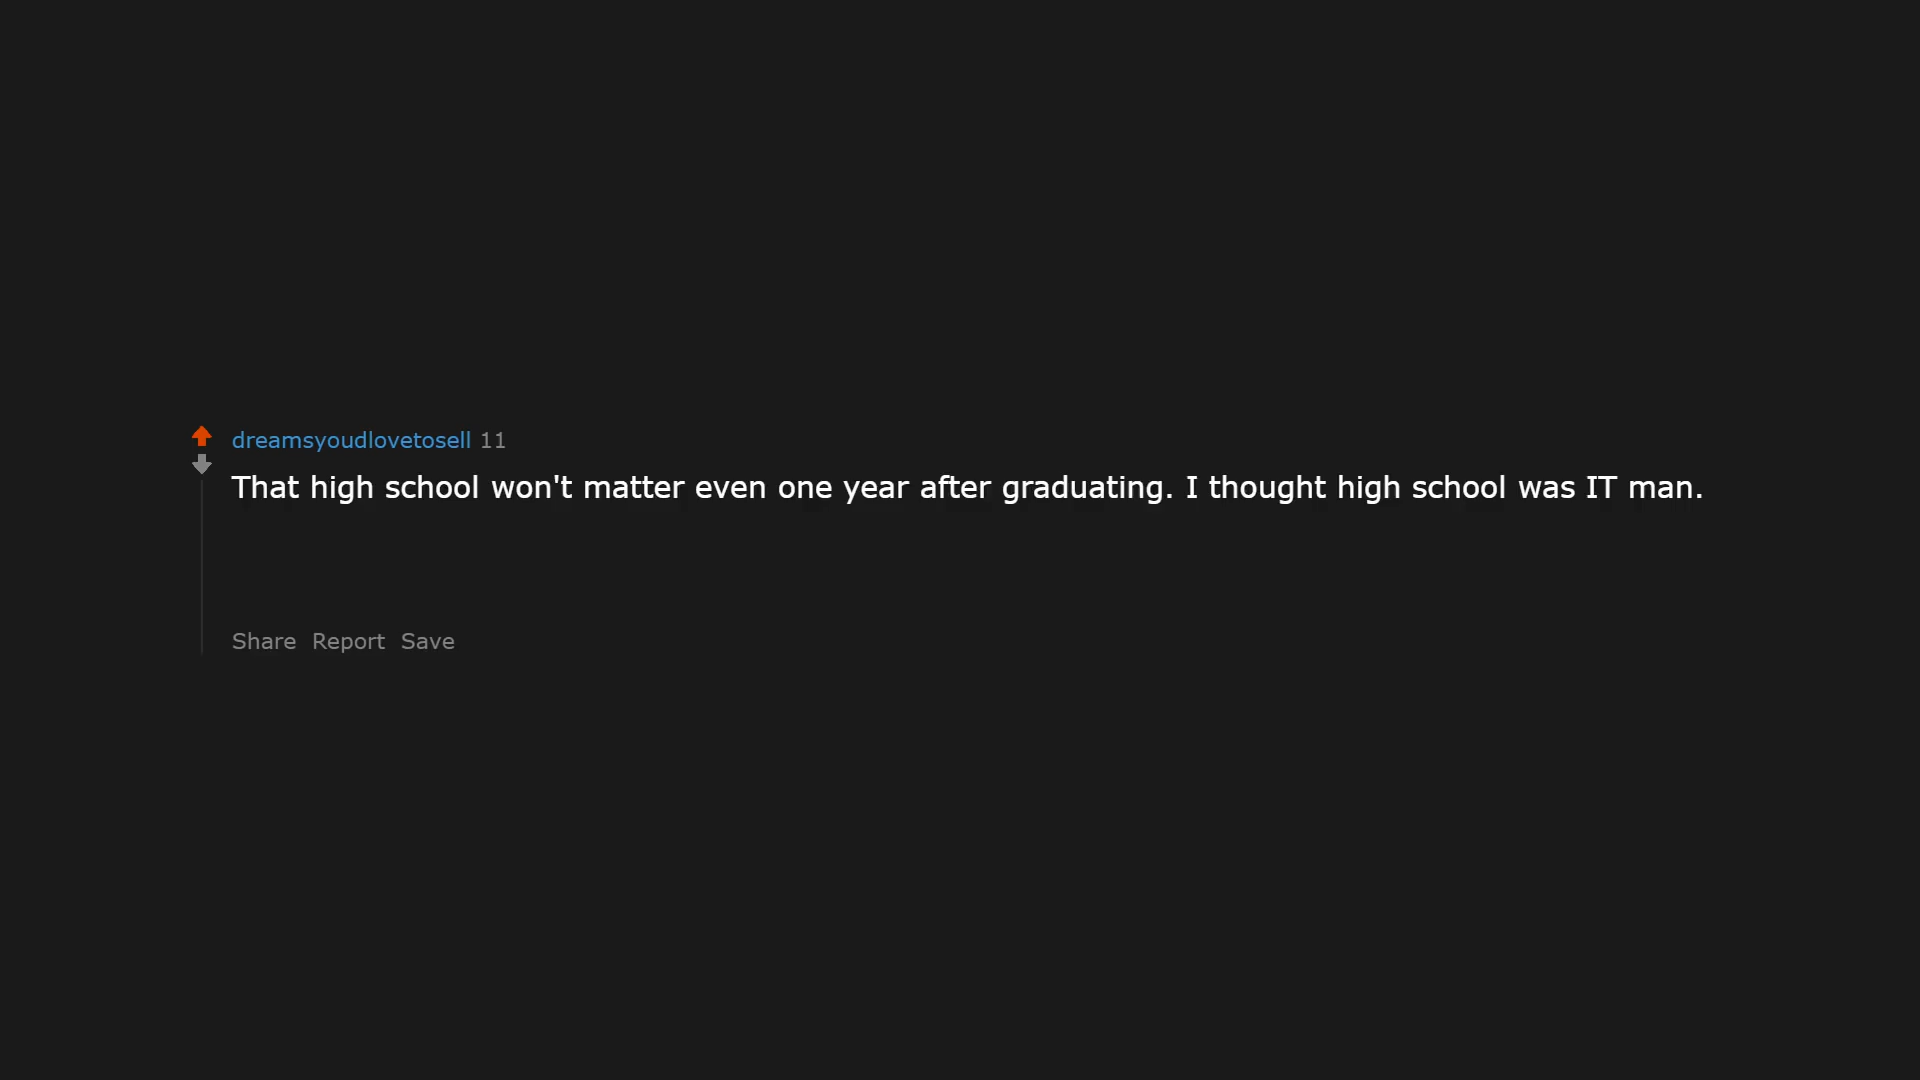 dreamsyoudlovetosell 11
That high school won't matter even one year after graduating. I thought high school was IT man.
Share Report Save